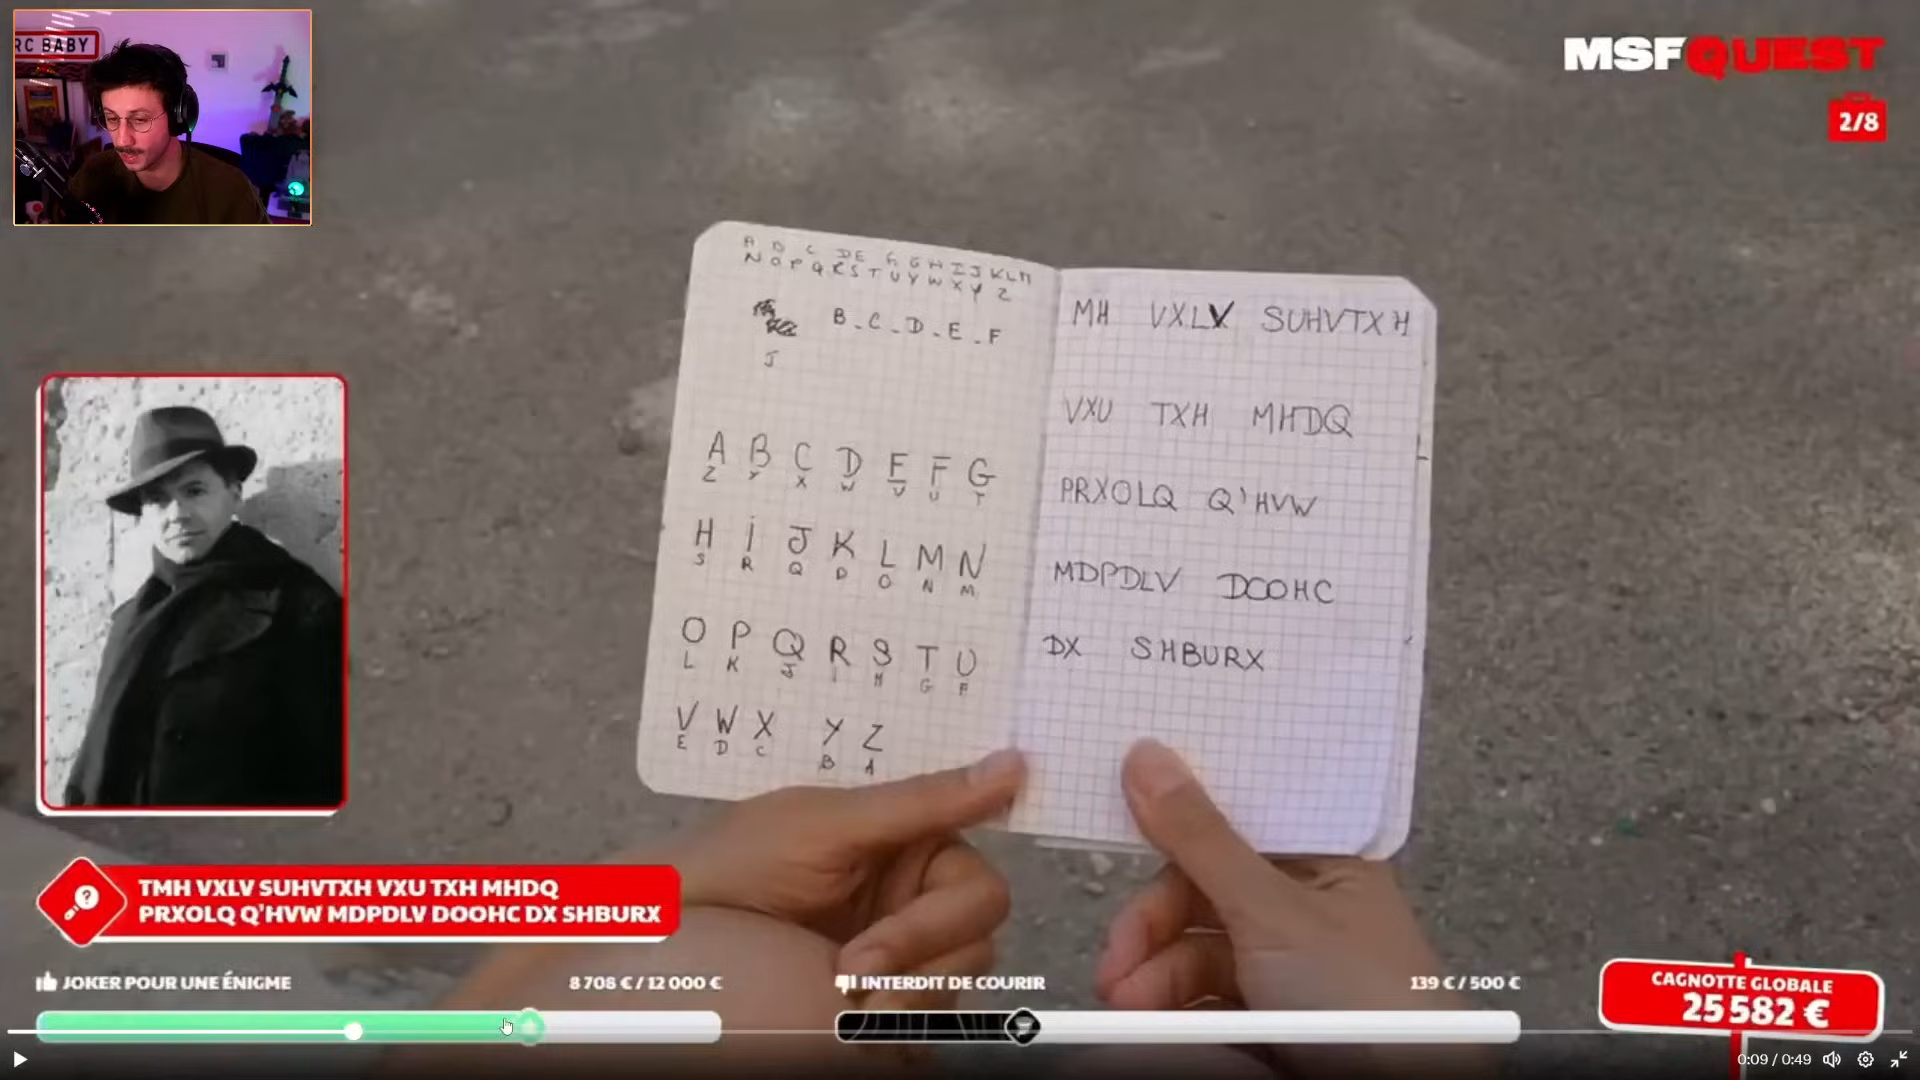 RC BABY
MSFQUEST
2/8
A B C D E F G H I J K L M
N O P Q R S T U V W X Y Z
B - C - D - E - F
J
A B C D E F G
Z Y X W V U T
H I J K L M N
S R Q D O N M
O P Q R S T U
L K J I H G F
V W X Y Z
E D C B A
MH VXLV SUHVTXH
VXU TXH MHDQ
PRXOLQ Q'HVW
MDPDLV DOOHC
DX SHBURX
TMH VXLV SUHVTXH VXU TXH MHDQ
PRXOLQ Q'HVW MDPDLV DOOHC DX SHBURX
JOKER POUR UNE ÉNIGME 8 708 € / 12 000 €
INTERDIT DE COURIR 139 € / 500 €
CAGNOTTE GLOBALE
25 582 €
0:09 / 0:49